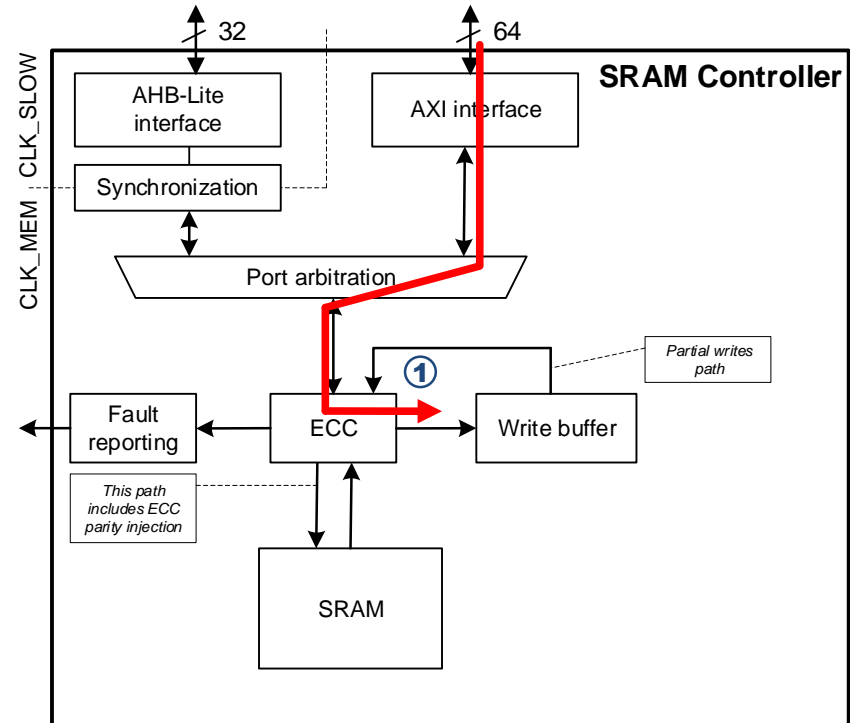 32
64
SRAM Controller
CLK_SLOW
AHB-Lite
interface
AXI interface
Synchronization
CLK_MEM
Port arbitration
Partial writes
path
1
Fault
reporting
ECC
Write buffer
This path
includes ECC
parity injection
SRAM